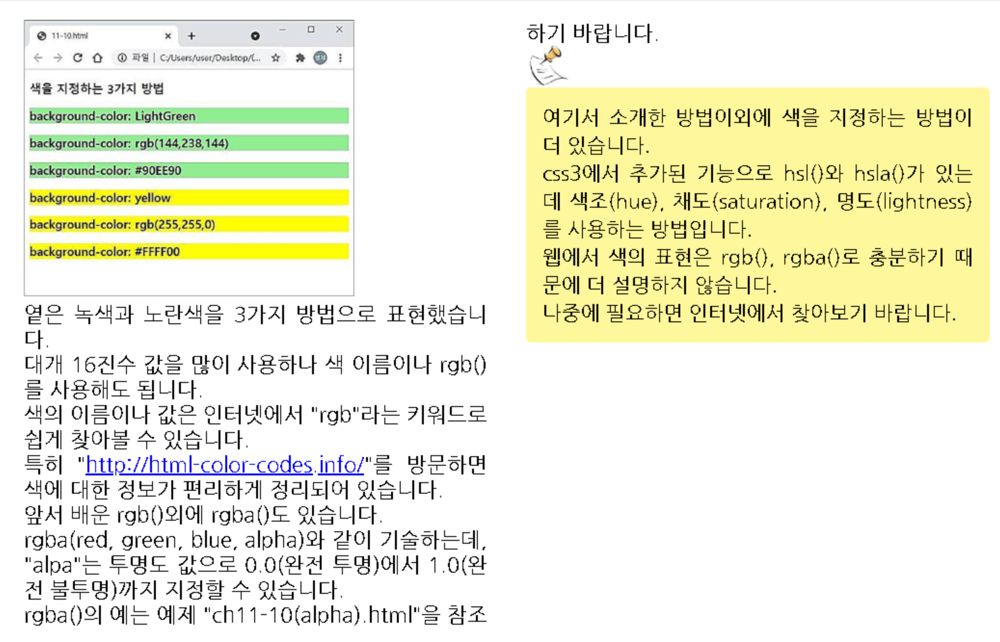 11-10.html
파일 | C:/Users/user/Desktop/(...
색을 지정하는 3가지 방법
background-color: LightGreen
background-color: rgb(144,238,144)
background-color: #90EE90
background-color: yellow
background-color: rgb(255,255,0)
background-color: #FFFF00
옅은 녹색과 노란색을 3가지 방법으로 표현했습니
다.
대개 16진수 값을 많이 사용하나 색 이름이나 rgb()
를 사용해도 됩니다.
색의 이름이나 값은 인터넷에서 "rgb"라는 키워드로
쉽게 찾아볼 수 있습니다.
특히 "http://html-color-codes.info/"를 방문하면
색에 대한 정보가 편리하게 정리되어 있습니다.
앞서 배운 rgb()외에 rgba()도 있습니다.
rgba(red, green, blue, alpha)와 같이 기술하는데,
"alpa"는 투명도 값으로 0.0(완전 투명)에서 1.0(완
전 불투명)까지 지정할 수 있습니다.
rgba()의 예는 예제 "ch11-10(alpha).html"을 참조
하기 바랍니다.
여기서 소개한 방법이외에 색을 지정하는 방법이
더 있습니다.
css3에서 추가된 기능으로 hsl()와 hsla()가 있는
데 색조(hue), 채도(saturation), 명도(lightness)
를 사용하는 방법입니다.
웹에서 색의 표현은 rgb(), rgba()로 충분하기 때
문에 더 설명하지 않습니다.
나중에 필요하면 인터넷에서 찾아보기 바랍니다.